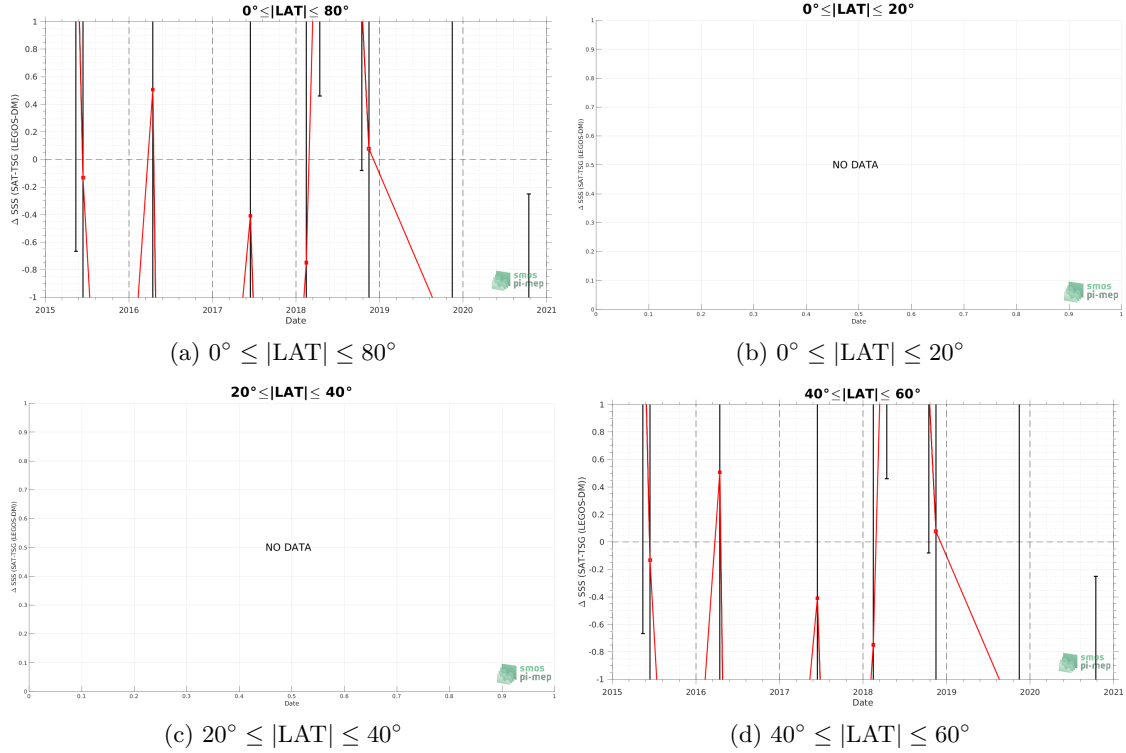 0°≤|LAT|≤ 80°
Δ SSS (SAT-TSG (LEGOS-DM))
1
0.8
0.6
0.4
0.2
0
-0.2
-0.4
-0.6
-0.8
-1
2015 2016 2017 2018 2019 2020 2021
Date
smos
pi-mep
(a) 0° ≤ |LAT| ≤ 80°
0°≤|LAT|≤ 20°
Δ SSS (SAT-TSG (LEGOS-DM))
1
0.9
0.8
0.7
0.6
0.5
0.4
0.3
0.2
0.1
0
NO DATA
0 0.1 0.2 0.3 0.4 0.5 0.6 0.7 0.8 0.9 1
Date
smos
pi-mep
(b) 0° ≤ |LAT| ≤ 20°
20°≤|LAT|≤ 40°
Δ SSS (SAT-TSG (LEGOS-DM))
1
0.9
0.8
0.7
0.6
0.5
0.4
0.3
0.2
0.1
0
NO DATA
0 0.1 0.2 0.3 0.4 0.5 0.6 0.7 0.8 0.9 1
Date
smos
pi-mep
(c) 20° ≤ |LAT| ≤ 40°
40°≤|LAT|≤ 60°
Δ SSS (SAT-TSG (LEGOS-DM))
1
0.8
0.6
0.4
0.2
0
-0.2
-0.4
-0.6
-0.8
-1
2015 2016 2017 2018 2019 2020 2021
Date
smos
pi-mep
(d) 40° ≤ |LAT| ≤ 60°